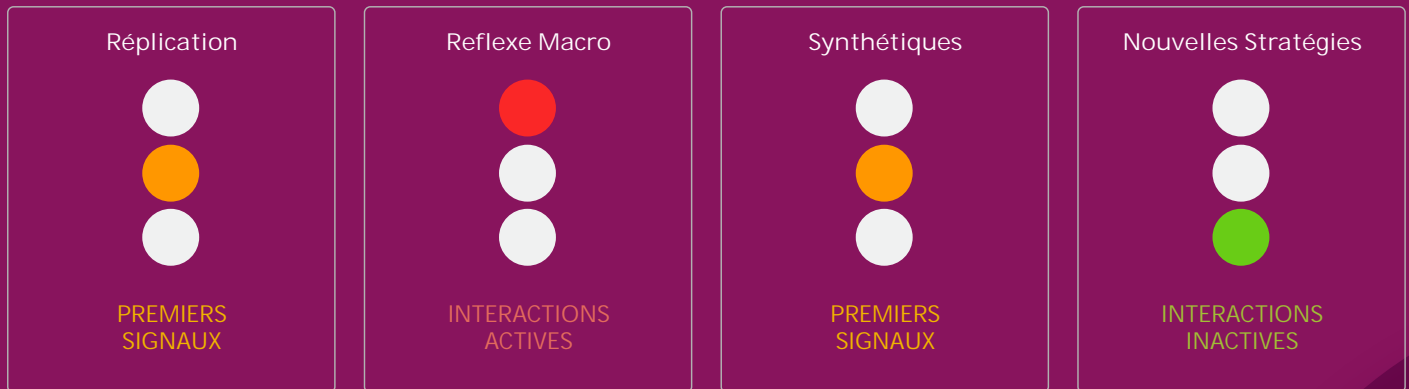 Réplication
PREMIERS
SIGNAUX
Reflexe Macro
INTERACTIONS
ACTIVES
Synthétiques
PREMIERS
SIGNAUX
Nouvelles Stratégies
INTERACTIONS
INACTIVES